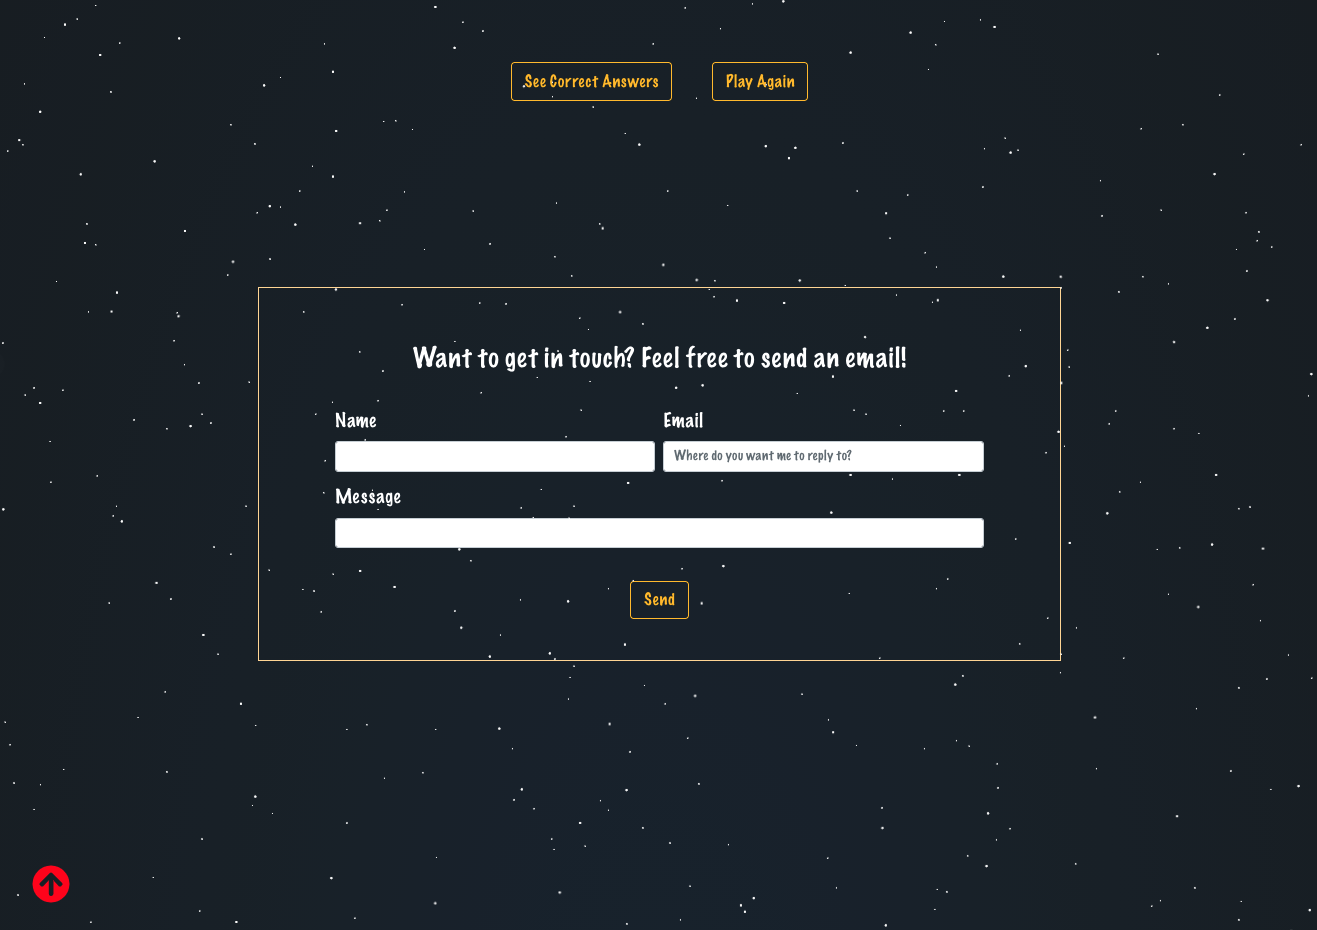 See Correct Answers
Play Again
Want to get in touch? Feel free to send an email!
Name
Email
Where do you want me to reply to?
Message
Send